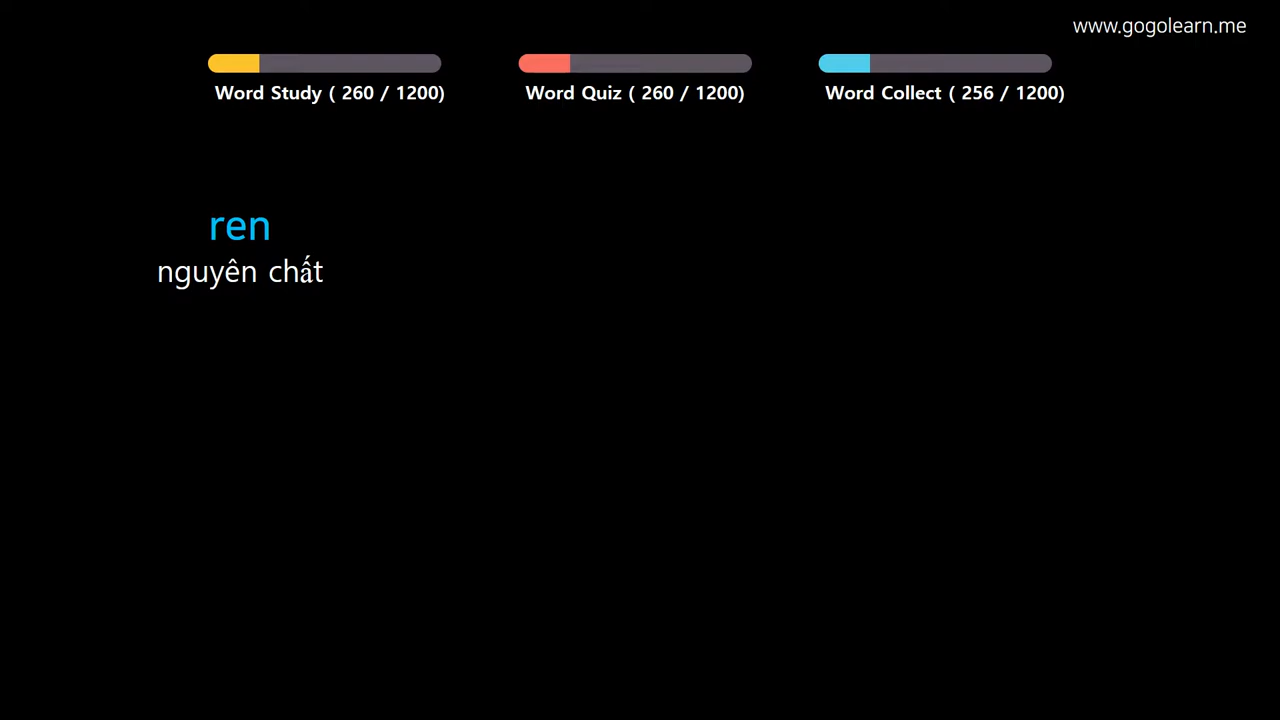 www.gogolearn.me
Word Study ( 260 / 1200)
Word Quiz ( 260 / 1200)
Word Collect ( 256 / 1200)
ren
nguyên chất